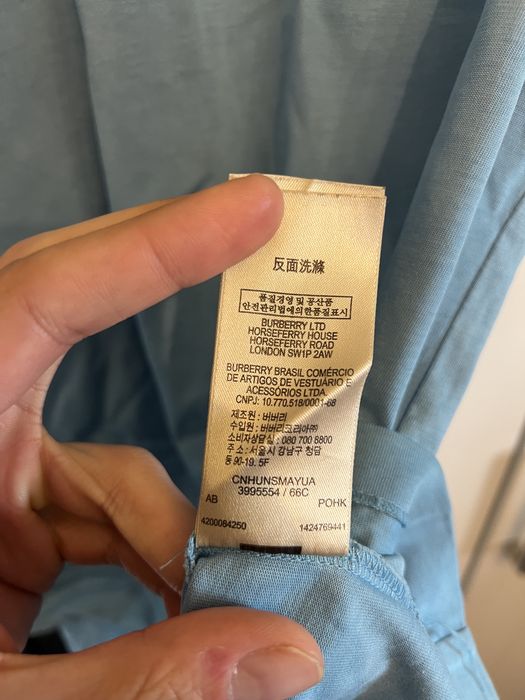 反面洗滌
품질경영 및 공산품
안전관리법에의한품질표시
BURBERRY LTD
HORSEFERRY HOUSE
HORSEFERRY ROAD
LONDON SW1P 2AW
BURBERRY BRASIL COMÉRCIO
DE ARTIGOS DE VESTUÁRIO E
ACESSÓRIOS LTDA
CNPJ: 10.770.518/0001-68
제조원 : 버버리
수입원 : 버버리코리아㈜
소비자상담실 : 080 700 8800
주 소 : 서울시 강남구 청담
동 90-19. 5F
CNHUNSMAYUA
3995554 / 66C
AB POHK
4200084250 1424769441